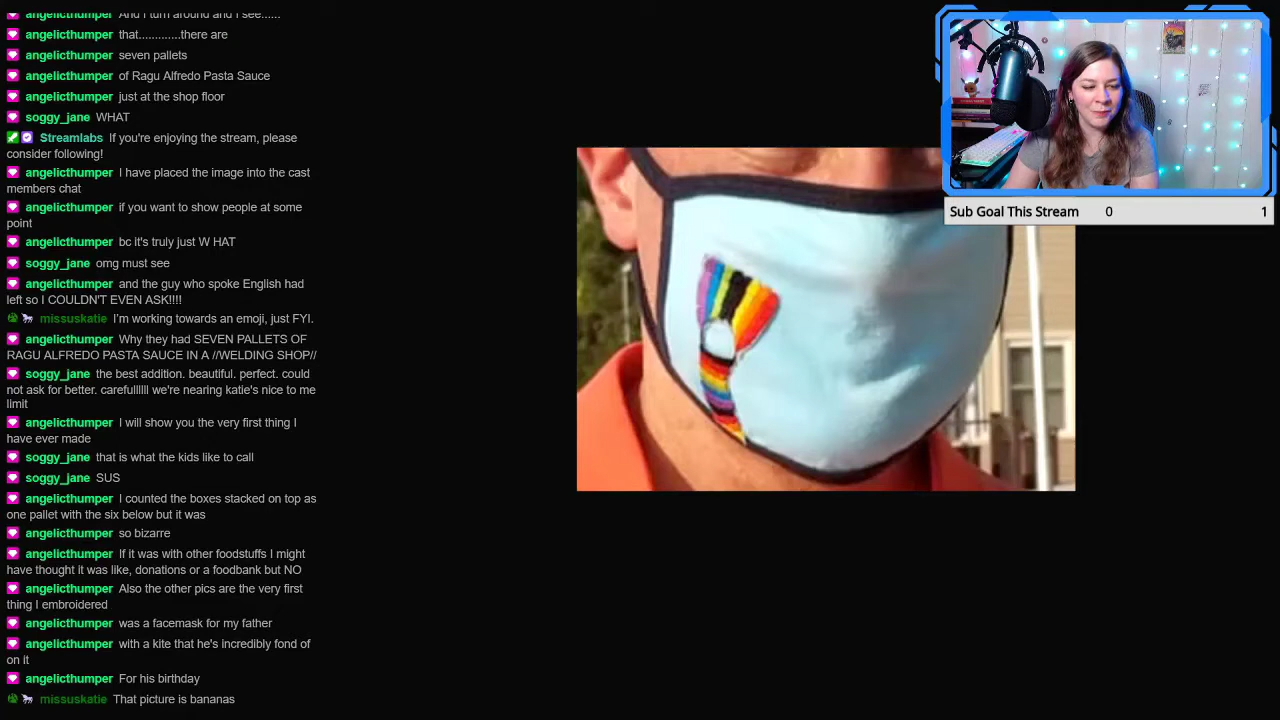 angelicthumper And I turn around and I see......
angelicthumper that.............there are
angelicthumper seven pallets
angelicthumper of Ragu Alfredo Pasta Sauce
angelicthumper just at the shop floor
soggy_jane WHAT
Streamlabs If you're enjoying the stream, please
consider following!
angelicthumper I have placed the image into the cast
members chat
angelicthumper if you want to show people at some
point
angelicthumper bc it's truly just W HAT
soggy_jane omg must see
angelicthumper and the guy who spoke English had
left so I COULDN'T EVEN ASK!!!!
missuskatie I'm working towards an emoji, just FYI.
angelicthumper Why they had SEVEN PALLETS OF
RAGU ALFREDO PASTA SAUCE IN A //WELDING SHOP//
soggy_jane the best addition. beautiful. perfect. could
not ask for better. carefullllll we're nearing katie's nice to me
limit
angelicthumper I will show you the very first thing I
have ever made
soggy_jane that is what the kids like to call
soggy_jane SUS
angelicthumper I counted the boxes stacked on top as
one pallet with the six below but it was
angelicthumper so bizarre
angelicthumper If it was with other foodstuffs I might
have thought it was like, donations or a foodbank but NO
angelicthumper Also the other pics are the very first
thing I embroidered
angelicthumper was a facemask for my father
angelicthumper with a kite that he's incredibly fond of
on it
angelicthumper For his birthday
missuskatie That picture is bananas
Sub Goal This Stream 0 1